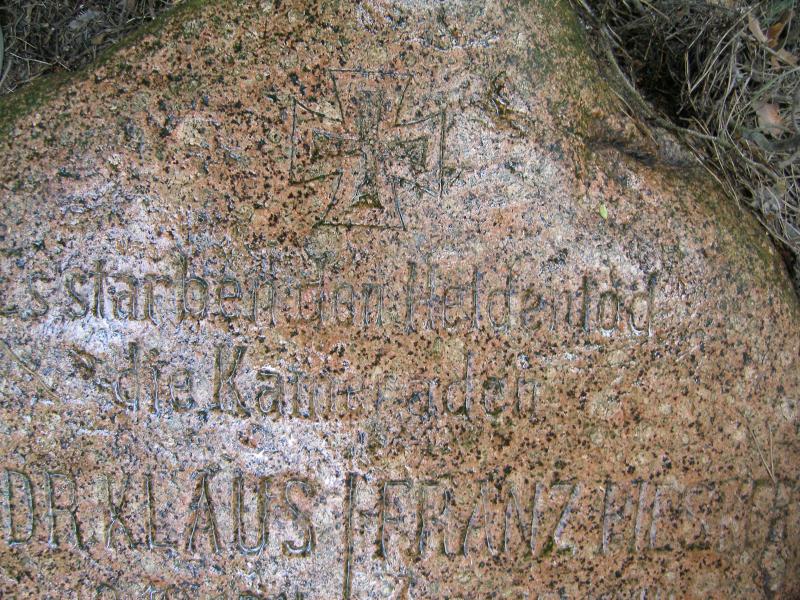 Es starben den Heldentod
die Kameraden
DR. KLAUS FRANZ